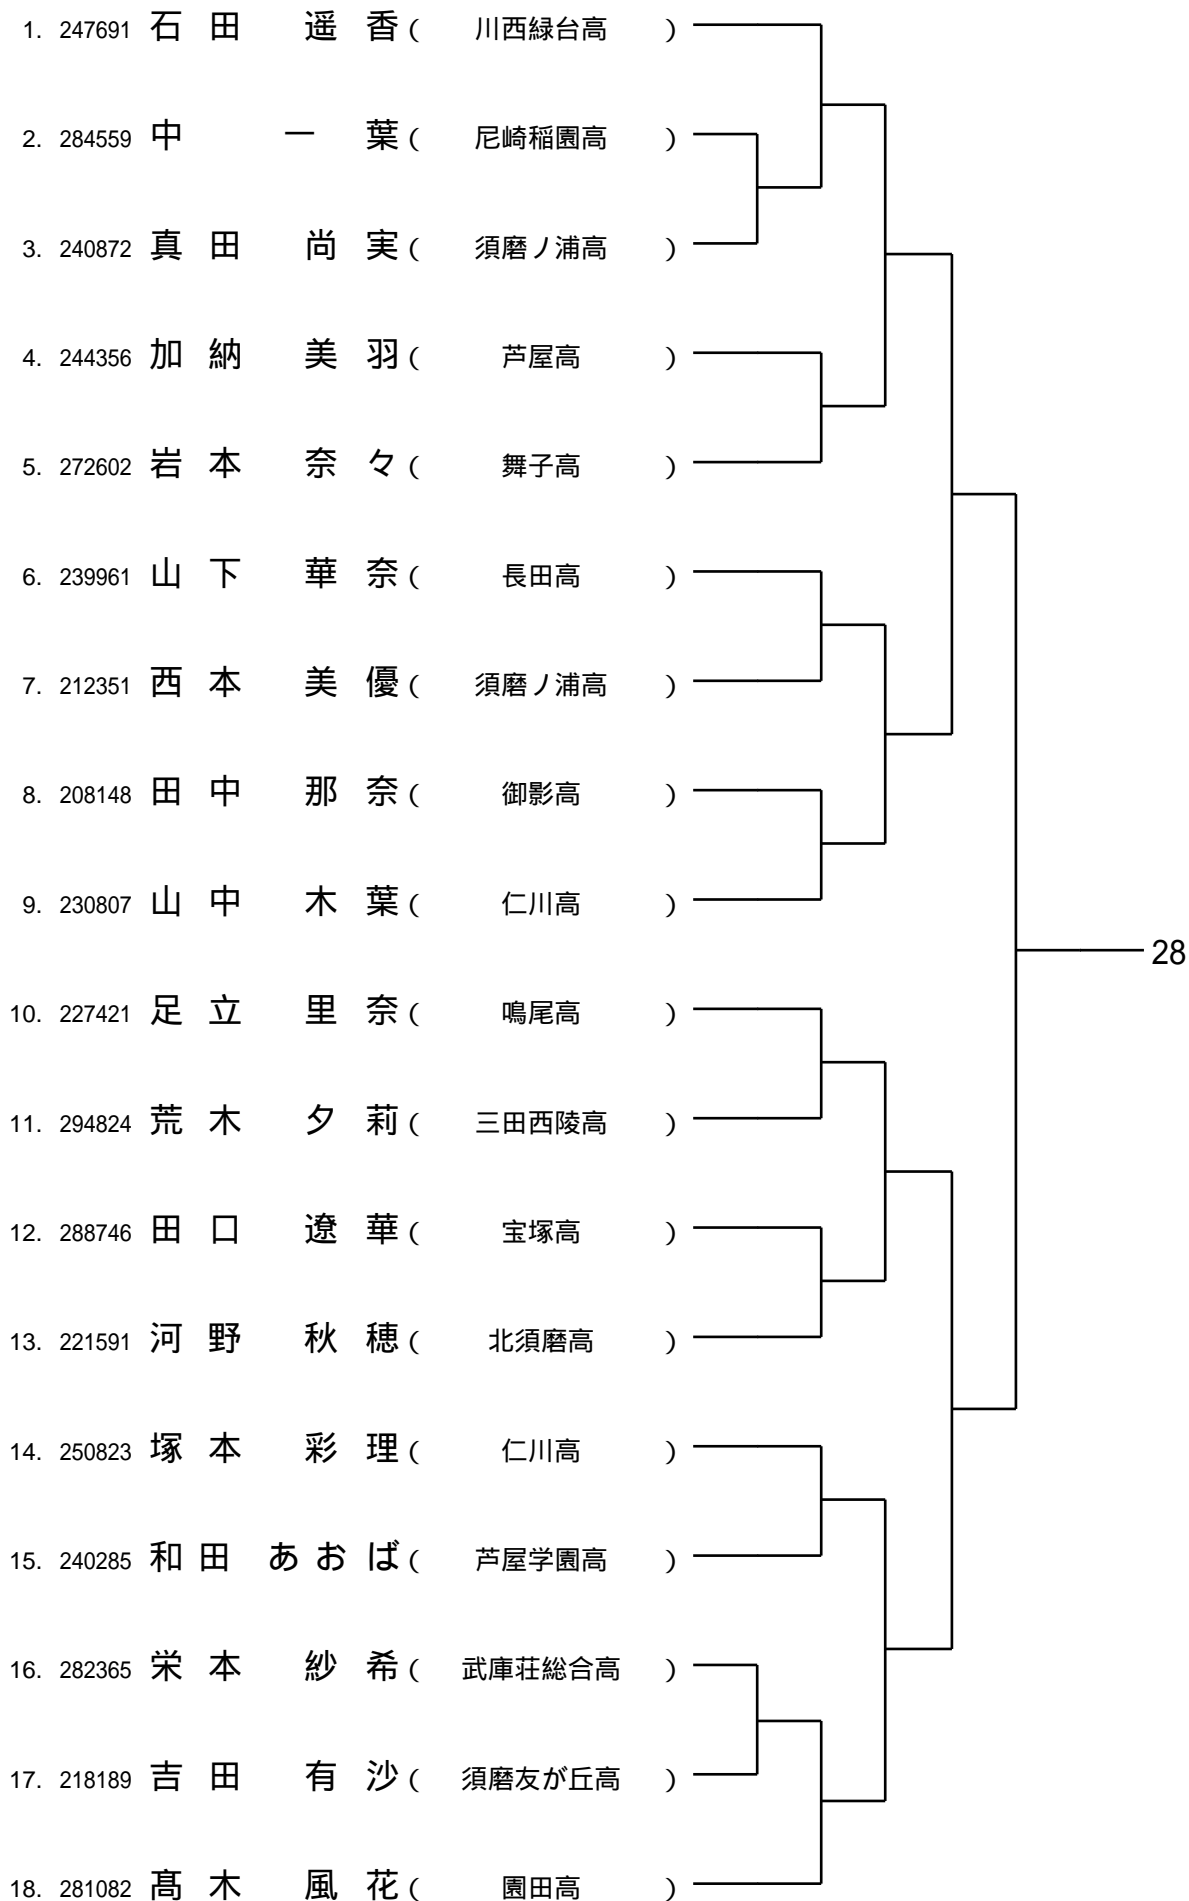 1. 247691 石田 遥香( 川西緑台高 )
2. 284559 中 一葉( 尼崎稲園高 )
3. 240872 真田 尚実( 須磨ノ浦高 )
4. 244356 加納 美羽( 芦屋高 )
5. 272602 岩本 奈々( 舞子高 )
6. 239961 山下 華奈( 長田高 )
7. 212351 西本 美優( 須磨ノ浦高 )
8. 208148 田中 那奈( 御影高 )
9. 230807 山中 木葉( 仁川高 )
28
10. 227421 足立 里奈( 鳴尾高 )
11. 294824 荒木 夕莉( 三田西陵高 )
12. 288746 田口 遼華( 宝塚高 )
13. 221591 河野 秋穂( 北須磨高 )
14. 250823 塚本 彩理( 仁川高 )
15. 240285 和田 あおば( 芦屋学園高 )
16. 282365 栄本 紗希( 武庫荘総合高 )
17. 218189 吉田 有沙( 須磨友が丘高 )
18. 281082 髙木 風花( 園田高 )